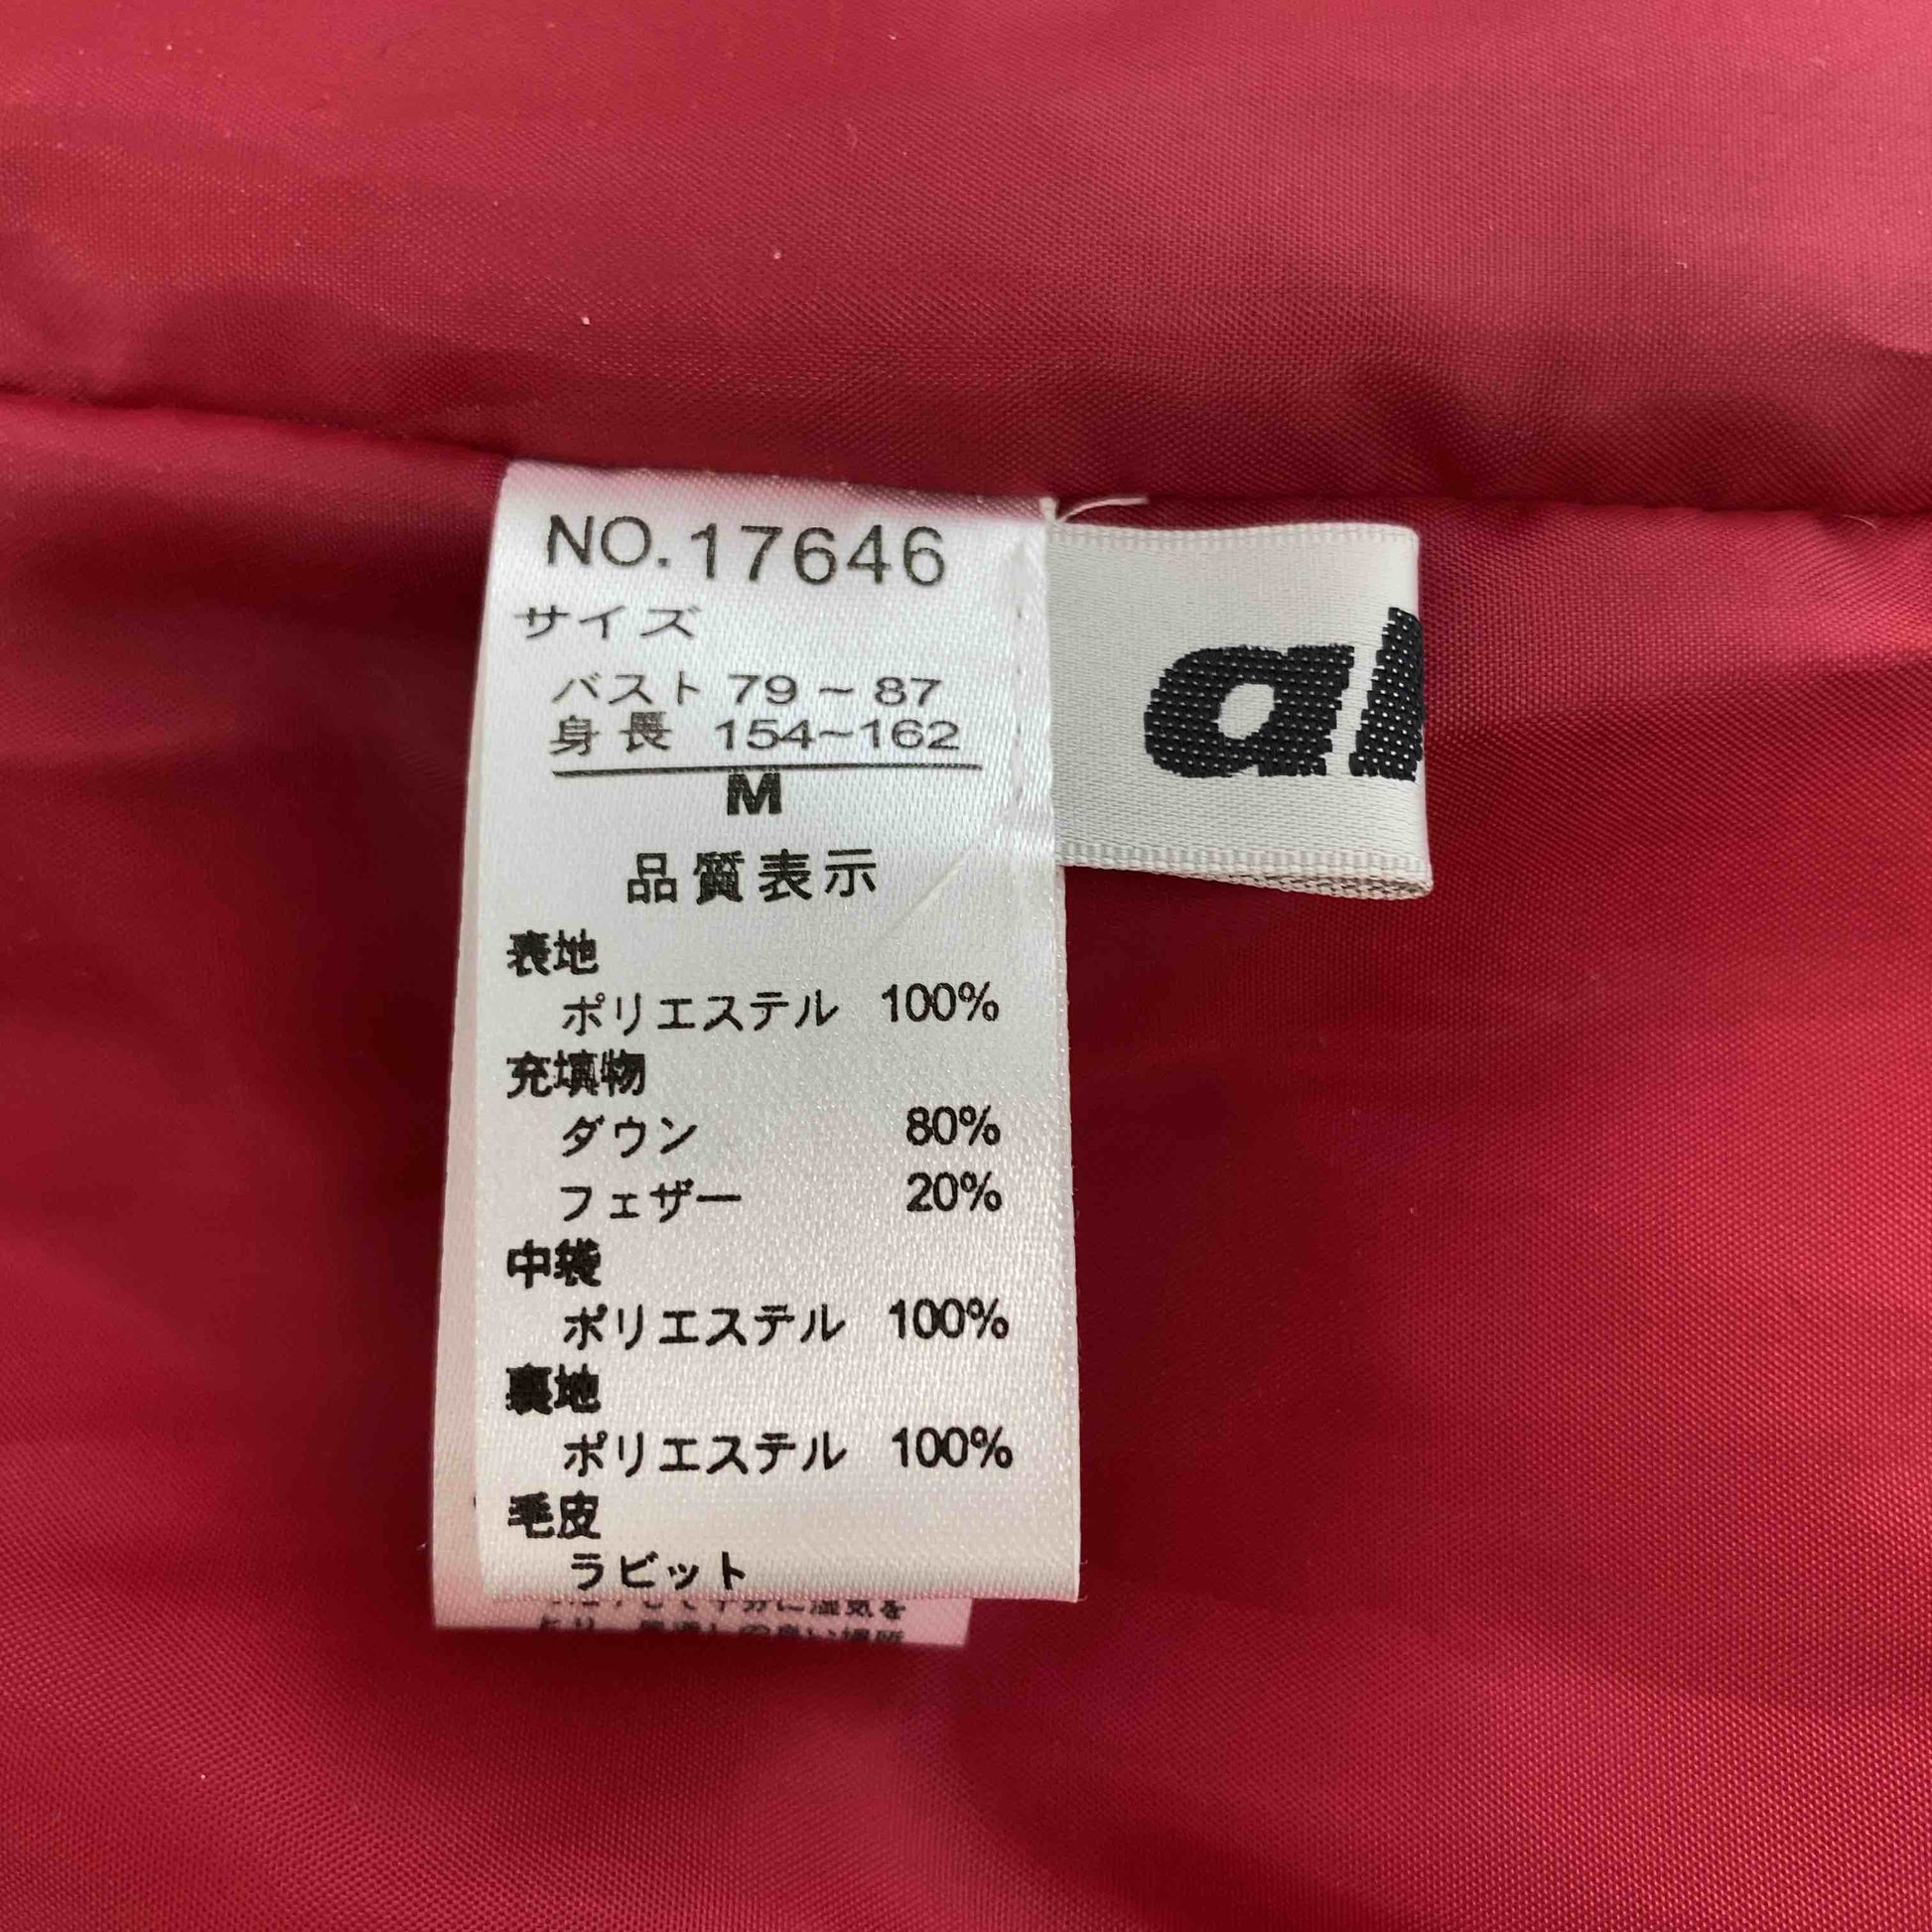 NO.17646
サイズ
バスト 79～87
身長 154～162
M
品質表示
表地
ポリエステル 100%
充填物
ダウン 80%
フェザー 20%
中袋
ポリエステル 100%
裏地
ポリエステル 100%
毛皮
ラビット